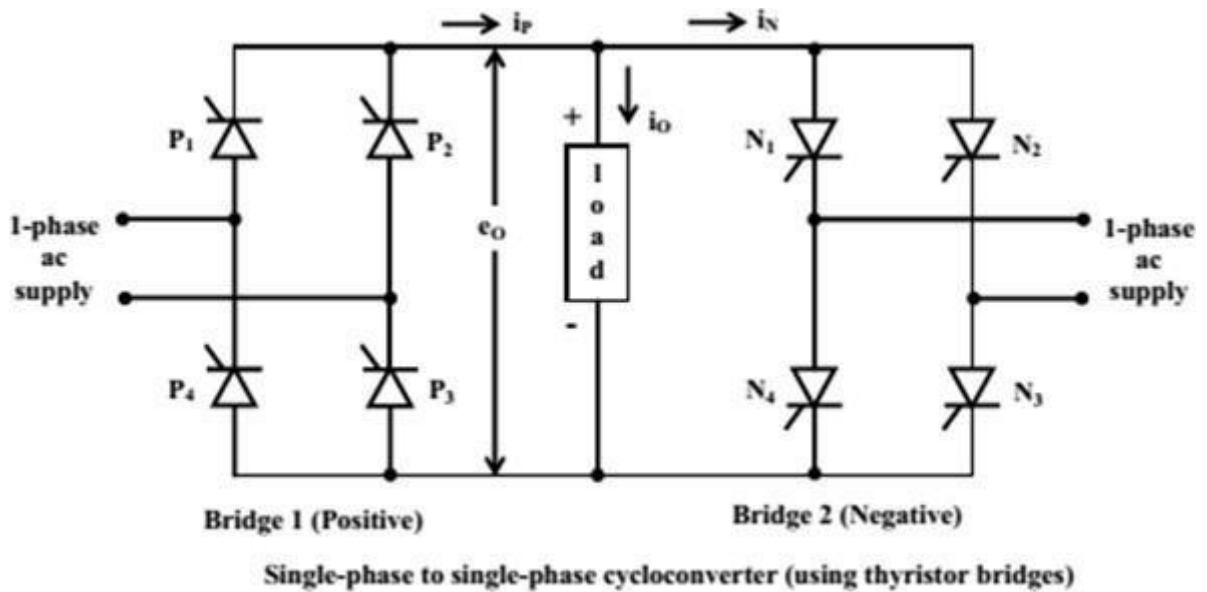 iP
iN
P1
P2
+
iO
N1
N2
1-phase
ac
supply
eO
load
1-phase
ac
supply
-
P4
P3
N4
N3
Bridge 1 (Positive)
Bridge 2 (Negative)
Single-phase to single-phase cycloconverter (using thyristor bridges)